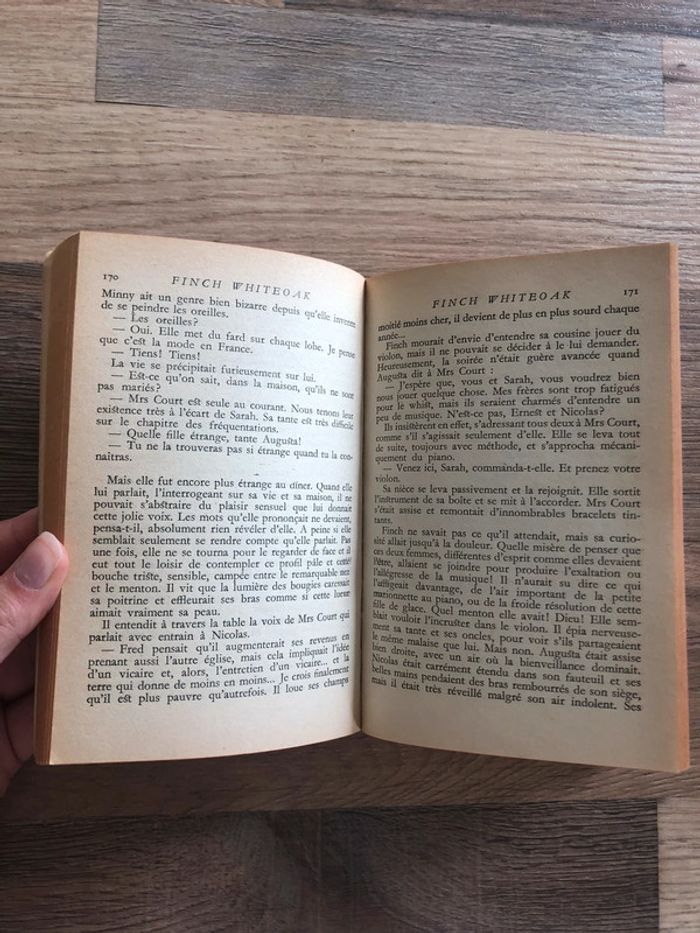 170
FINCH WHITEOAK
Minny ait un genre bien bizarre depuis qu'elle invente
de se peindre les oreilles.
— Les oreilles?
— Oui. Elle met du fard sur chaque lobe. Je pense
que c'est la mode en France.
— Tiens! Tiens!
La vie se précipitait furieusement sur lui.
— Est-ce qu'on sait, dans la maison, qu'ils ne sont
pas mariés?
— Mrs Court est seule au courant. Nous tenons leur
existence très à l'écart de Sarah. Sa tante est très difficile
sur le chapitre des fréquentations.
— Quelle fille étrange, tante Augusta!
— Tu ne la trouveras pas si étrange quand tu la con-
naîtras.
Mais elle fut encore plus étrange au dîner. Quand elle
lui parlait, l'interrogeant sur sa vie et sa maison, il ne
pouvait s'abstraire du plaisir sensuel que lui donnait
cette jolie voix. Les mots qu'elle prononçait ne devaient,
pensa-t-il, absolument rien révéler d'elle. A peine si elle
semblait seulement se rendre compte qu'elle parlait. Pas
une fois, elle ne se tourna pour le regarder de face et il
eut tout le loisir de contempler ce profil pâle et cette
bouche triste, sensible, campée entre le remarquable nez
et le menton. Il vit que la lumière des bougies caressait
sa poitrine et effleurait ses bras comme si cette lueur
aimait vraiment sa peau.
Il entendit à travers la table la voix de Mrs Court qui
parlait avec entrain à Nicolas.
— Fred pensait qu'il augmenterait ses revenus en
prenant aussi l'autre église, mais cela impliquait l'idée
d'un vicaire et, alors, l'entretien d'un vicaire... et la
terre qui donne de moins en moins... Je crois finalement
qu'il est plus pauvre qu'autrefois. Il loue ses champs
FINCH WHITEOAK
171
moitié moins cher, il devient de plus en plus sourd chaque
année...
Finch mourait d'envie d'entendre sa cousine jouer du
violon, mais il ne pouvait se décider à le lui demander.
Heureusement, la soirée n'était guère avancée quand
Augusta dit à Mrs Court :
— J'espère que, vous et Sarah, vous voudrez bien
nous jouer quelque chose. Mes frères sont trop fatigués
pour le whist, mais ils seraient charmés d'entendre un
peu de musique. N'est-ce pas, Ernest et Nicolas?
Ils insistèrent en effet, s'adressant tous deux à Mrs Court,
comme s'il s'agissait seulement d'elle. Elle se leva tout
de suite, toujours avec méthode, et s'approcha mécani-
quement du piano.
— Venez ici, Sarah, commanda-t-elle. Et prenez votre
violon.
Sa nièce se leva passivement et la rejoignit. Elle sortit
l'instrument de sa boîte et se mit à l'accorder. Mrs Court
s'était assise et remontait d'innombrables bracelets tin-
tants.
Finch ne savait pas ce qu'il attendait, mais sa curio-
sité allait jusqu'à la douleur. Quelle misère de penser que
ces deux femmes, différentes d'esprit comme elles devaient
l'être, allaient se joindre pour produire l'exaltation ou
l'allégresse de la musique! Il n'aurait su dire ce qui
l'affligeait davantage, de l'air important de la petite
marionnette au piano, ou de la froide résolution de cette
fille de glace. Quel menton elle avait! Dieu! Elle sem-
blait vouloir l'incruster dans le violon. Il épia nerveuse-
ment sa tante et ses oncles, pour voir s'ils partageaient
le même malaise que lui. Mais non. Augusta était assise
bien droite, avec un air où la bienveillance dominait.
Nicolas était carrément étendu dans son fauteuil et ses
belles mains pendaient des bras rembourrés de son siège,
mais il était très réveillé malgré son air indolent. Ses